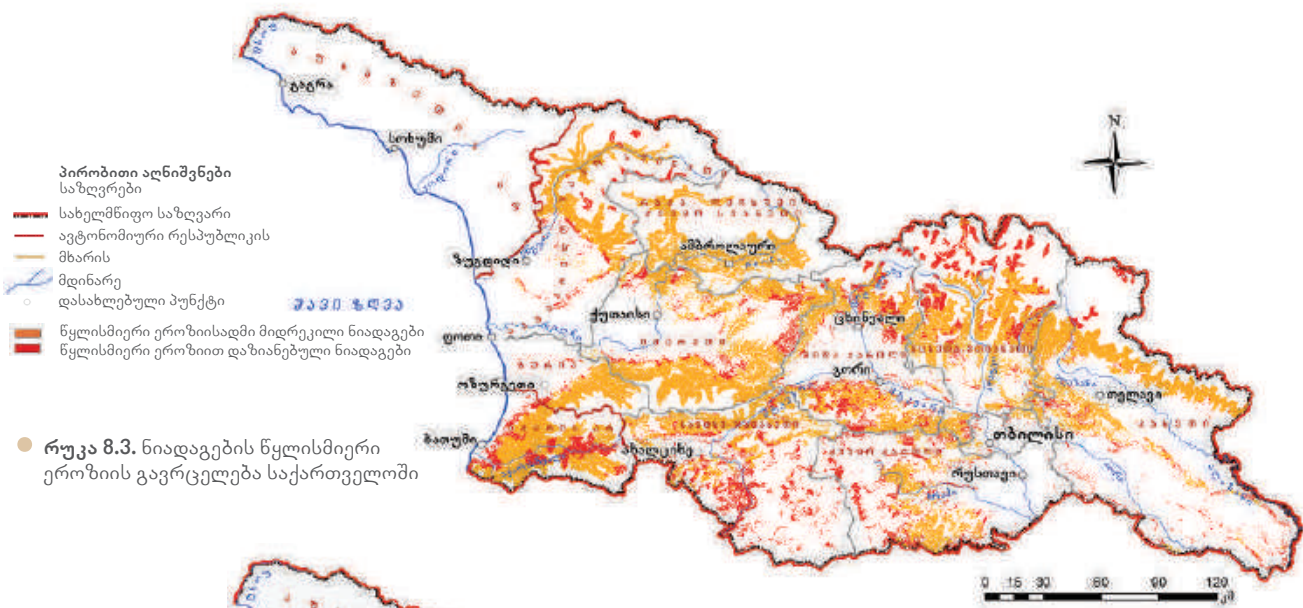 პირობითი აღნიშვნები
საზღვრები
სახელმწიფო საზღვარი
ავტონომიური რესპუბლიკის
მხარის
მდინარე
დასახლებული პუნქტი
წყლისმიერი ეროზიისადმი მიდრეკილი ნიადაგები
წყლისმიერი ეროზიით დაზიანებული ნიადაგები
რუკა 8.3. ნიადაგების წყლისმიერი
ეროზიის გავრცელება საქართველოში
გაგრა
სოხუმი
N
ზუგდიდი
ამბროლაური
შავი ზღვა
ქუთაისი
ცხინვალი
ფოთი
გორი
ოზურგეთი
თელავი
ბათუმი
ახალციხე
თბილისი
რუსთავი
0 15 30 60 90 120
კმ